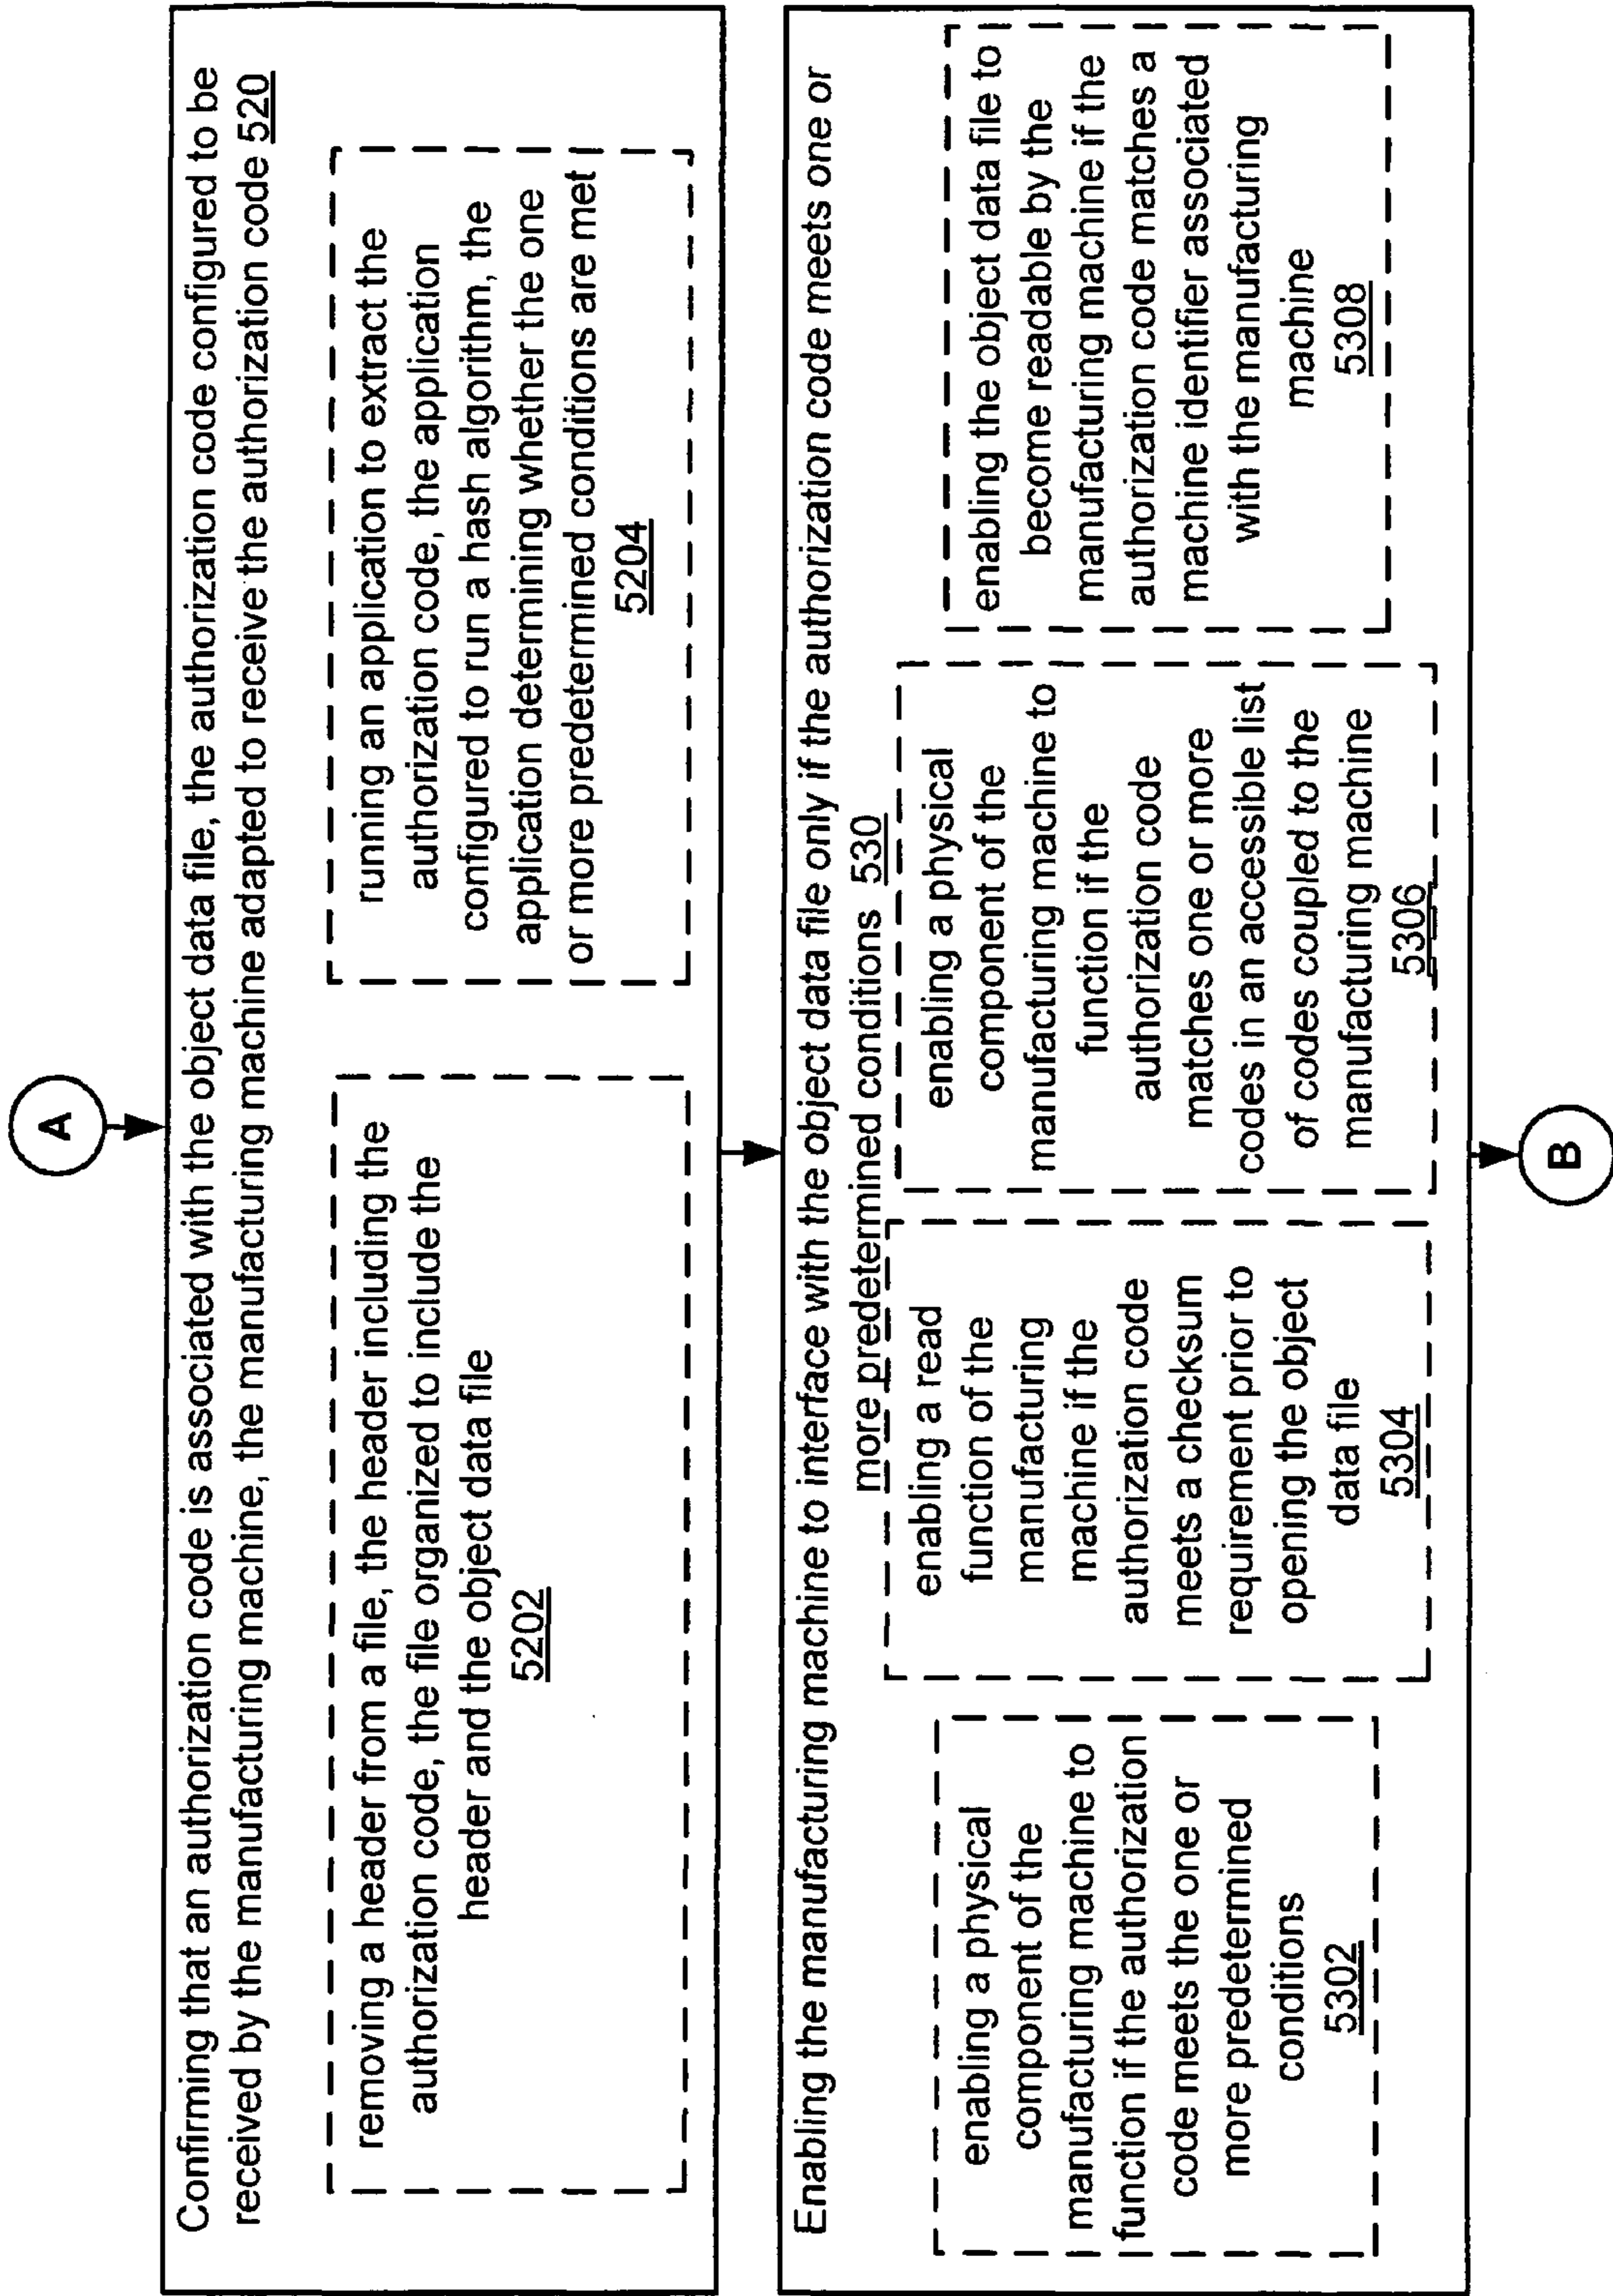 A
Confirming that an authorization code is associated with the object data file, the authorization code configured to be
received by the manufacturing machine, the manufacturing machine adapted to receive the authorization code 520
removing a header from a file, the header including the
authorization code, the file organized to include the
header and the object data file
5202
running an application to extract the
authorization code, the application
configured to run a hash algorithm, the
application determining whether the one
or more predetermined conditions are met
5204
Enabling the manufacturing machine to interface with the object data file only if the authorization code meets one or
more predetermined conditions 530
enabling a physical
component of the
manufacturing machine to
function if the authorization
code meets the one or
more predetermined
conditions
5302
enabling a read
function of the
manufacturing
machine if the
authorization code
meets a checksum
requirement prior to
opening the object
data file
5304
enabling a physical
component of the
manufacturing machine to
function if the
authorization code
matches one or more
codes in an accessible list
of codes coupled to the
manufacturing machine
5306
enabling the object data file to
become readable by the
manufacturing machine if the
authorization code matches a
machine identifier associated
with the manufacturing
machine
5308
B